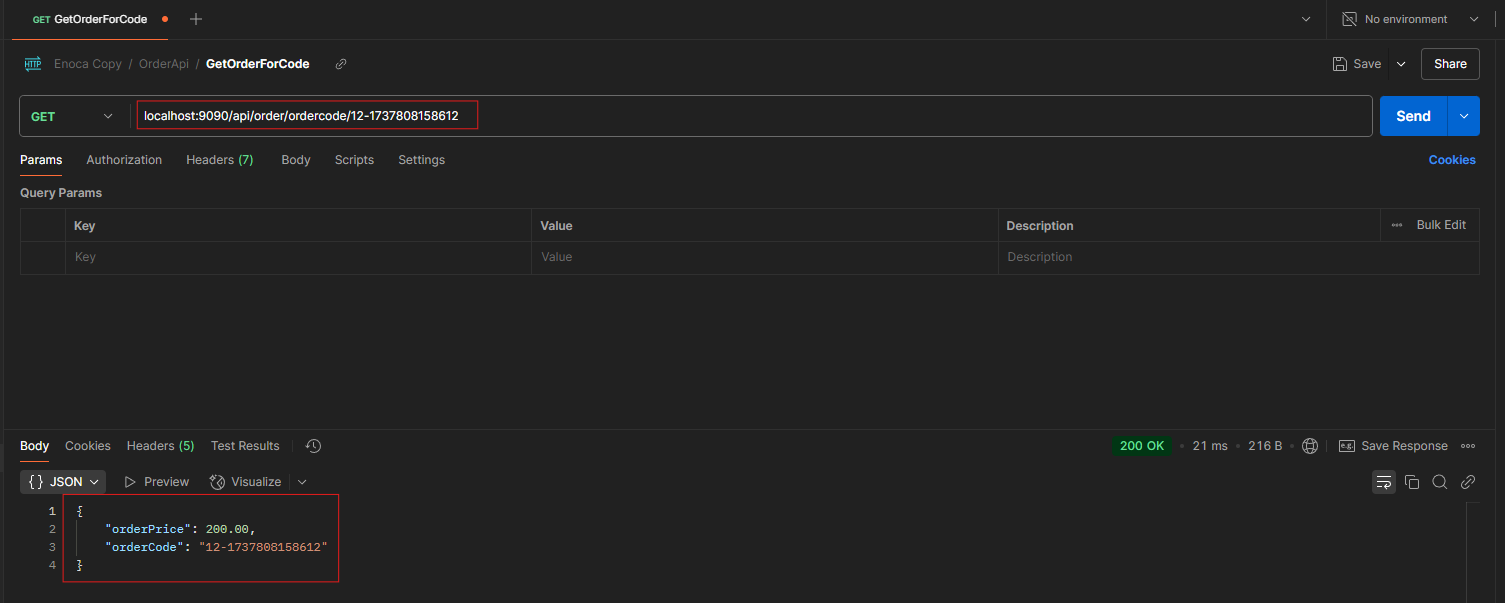 GET GetOrderForCode
No environment
HTTP Enoca Copy / OrderApi / GetOrderForCode
Save
Share
GET
localhost:9090/api/order/ordercode/12-1737808158612
Send
Params Authorization Headers (7) Body Scripts Settings
Cookies
Query Params
Key Value Description Bulk Edit
Key Value Description
Body Cookies Headers (5) Test Results
200 OK • 21 ms • 216 B
e.g. Save Response
{} JSON Preview Visualize
1 {
2 "orderPrice": 200.00,
3 "orderCode": "12-1737808158612"
4 }